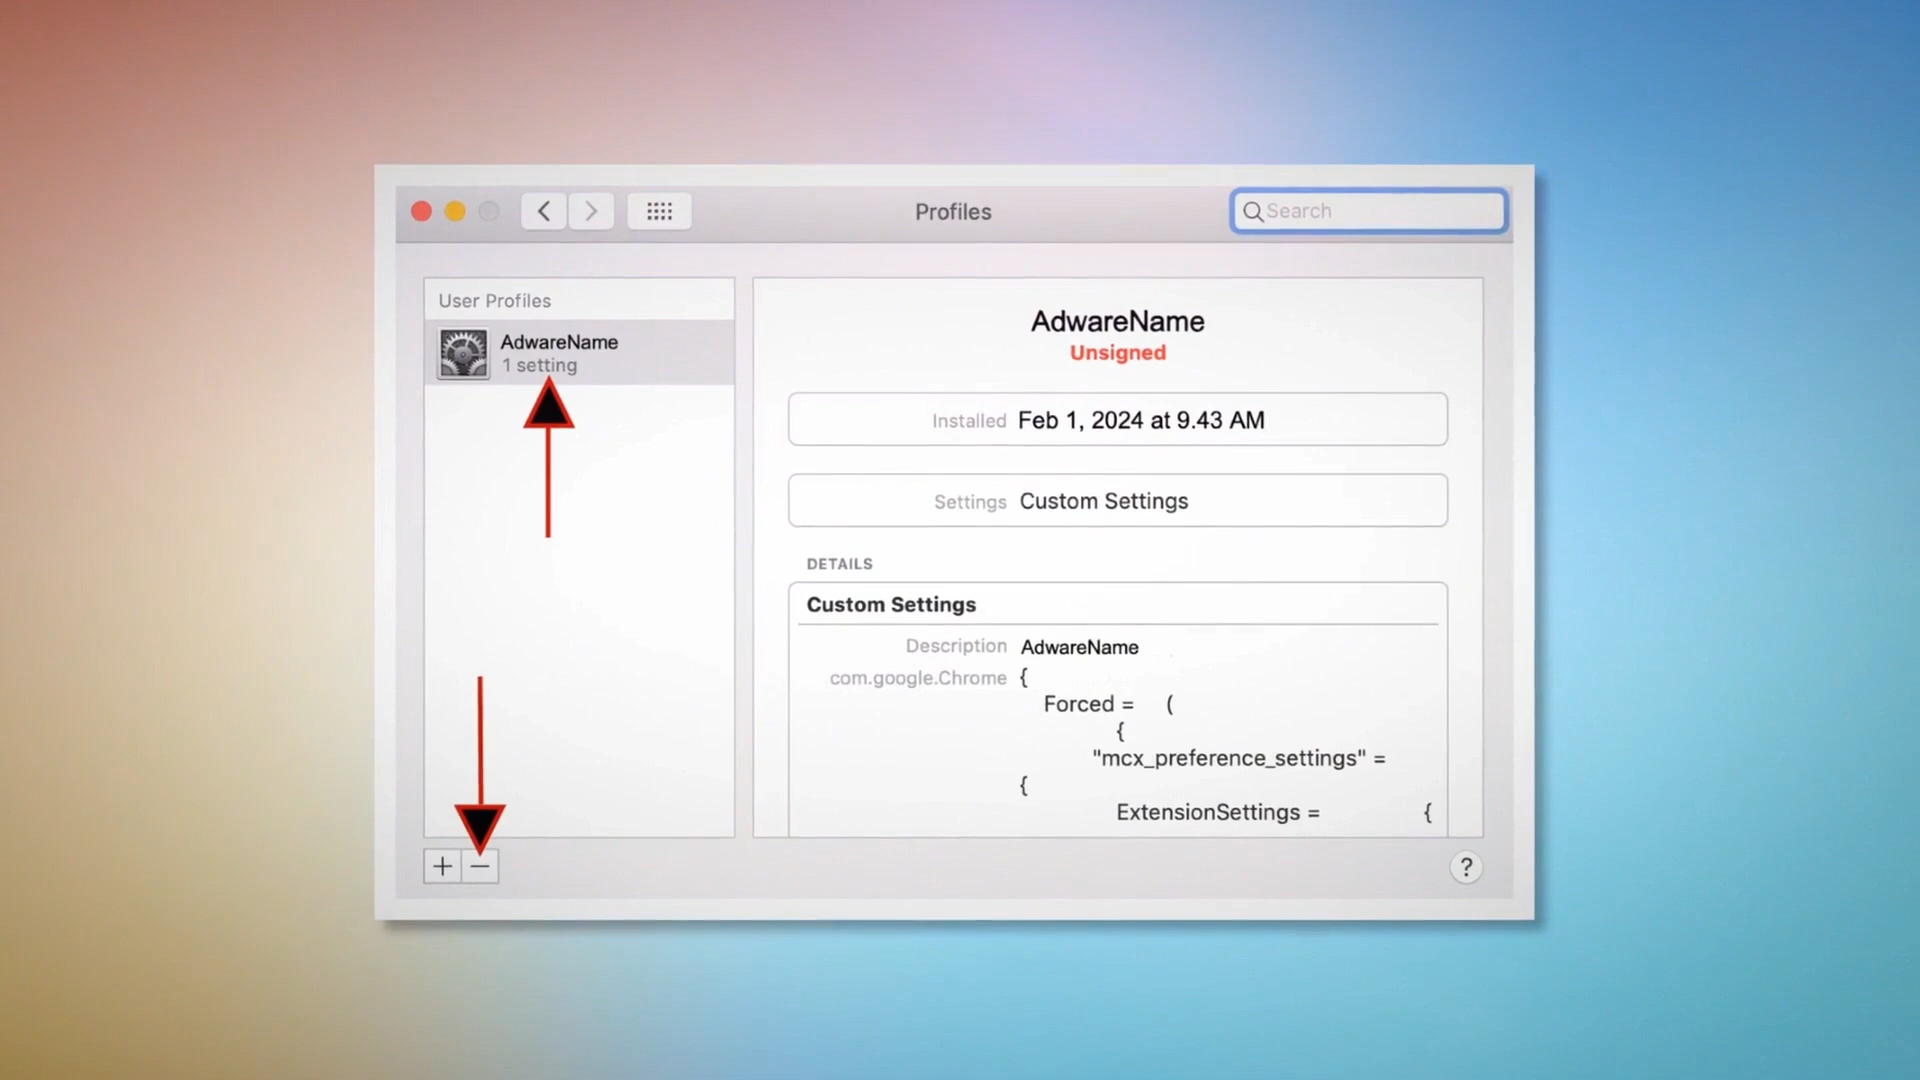 Profiles
Search
User Profiles
AdwareName
1 setting
AdwareName
Unsigned
Installed Feb 1, 2024 at 9.43 AM
Settings Custom Settings
DETAILS
Custom Settings
Description AdwareName
com.google.Chrome {
Forced = (
{
"mcx_preference_settings" =
{
ExtensionSettings = {
+ −
?